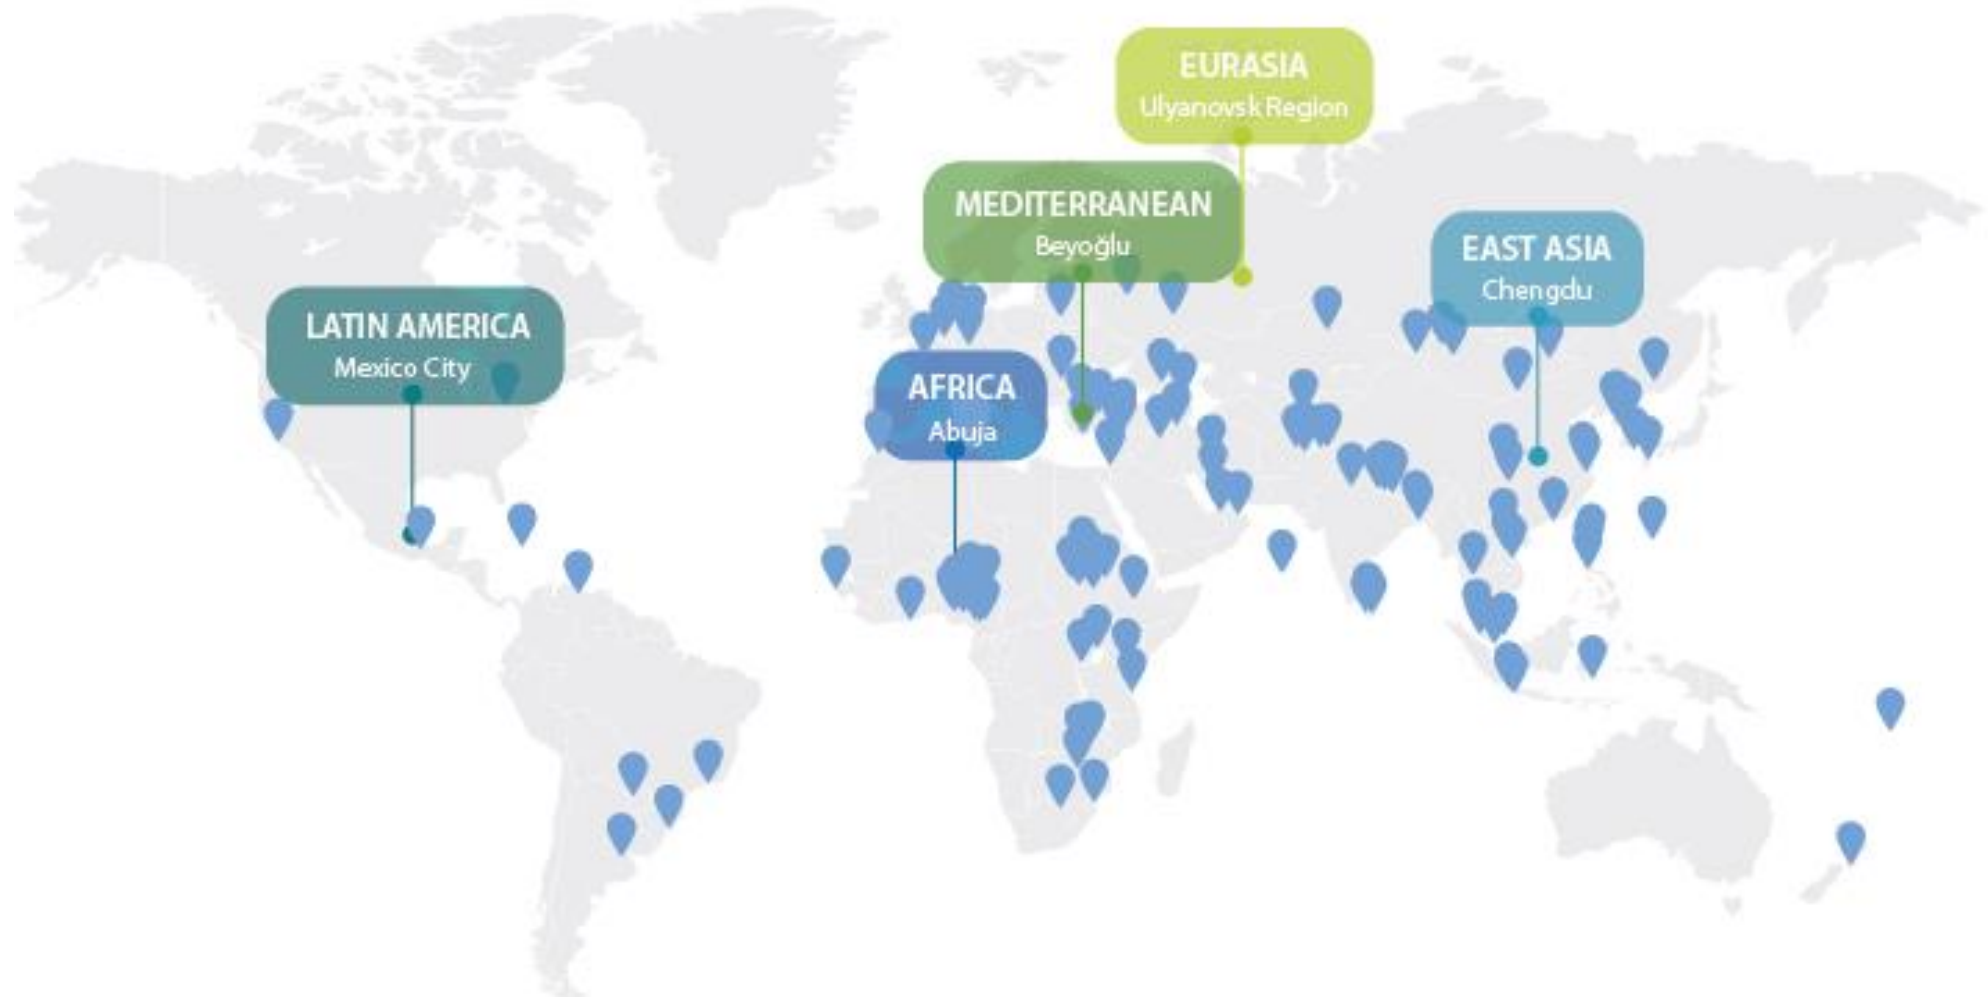 EURASIA
Ulyanovsk Region
MEDITERRANEAN
Beyoğlu
EAST ASIA
Chengdu
LATIN AMERICA
Mexico City
AFRICA
Abuja